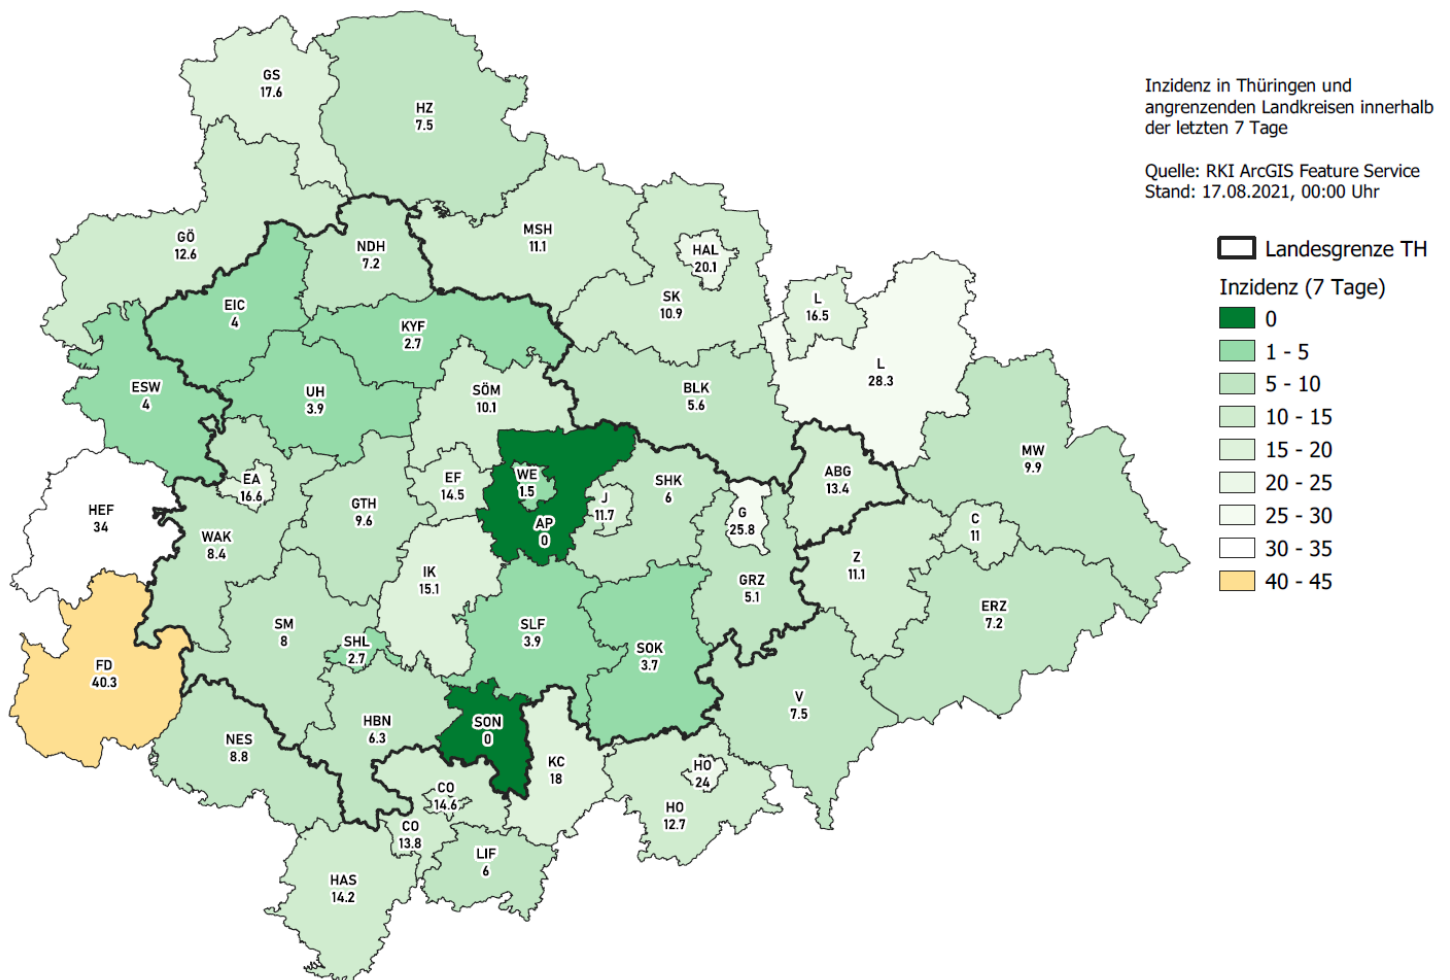 Inzidenz in Thüringen und
angrenzenden Landkreisen innerhalb
der letzten 7 Tage
Quelle: RKI ArcGIS Feature Service
Stand: 17.08.2021, 00:00 Uhr
Landesgrenze TH
Inzidenz (7 Tage)
0
1 - 5
5 - 10
10 - 15
15 - 20
20 - 25
25 - 30
30 - 35
40 - 45
GS
17.6
HZ
7.5
GÖ
12.6
NDH
7.2
MSH
11.1
HAL
20.1
SK
10.9
L
16.5
L
28.3
EIC
4
KYF
2.7
ESW
4
UH
3.9
SÖM
10.1
BLK
5.6
MW
9.9
EA
16.6
GTH
9.6
EF
14.5
WE
1.5
AP
0
J
11.7
SHK
6
G
25.8
ABG
13.4
HEF
34
WAK
8.4
IK
15.1
GRZ
5.1
Z
11.1
C
11
ERZ
7.2
SM
8
SHL
2.7
SLF
3.9
SOK
3.7
FD
40.3
V
7.5
NES
8.8
HBN
6.3
SON
0
KC
18
HO
24
HO
12.7
CO
14.6
CO
13.8
LIF
6
HAS
14.2